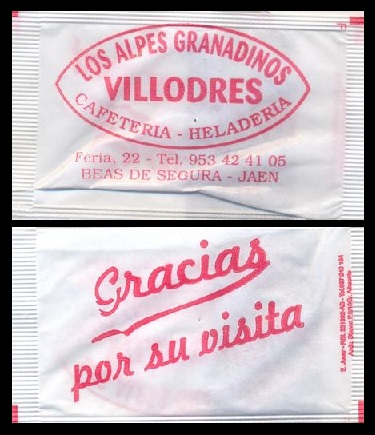 LOS ALPES GRANADINOS
VILLODRES
CAFETERIA - HELADERIA
Feria, 22 - Tel. 953 42 41 05
BEAS DE SEGURA - JAEN
Gracias
por su visita